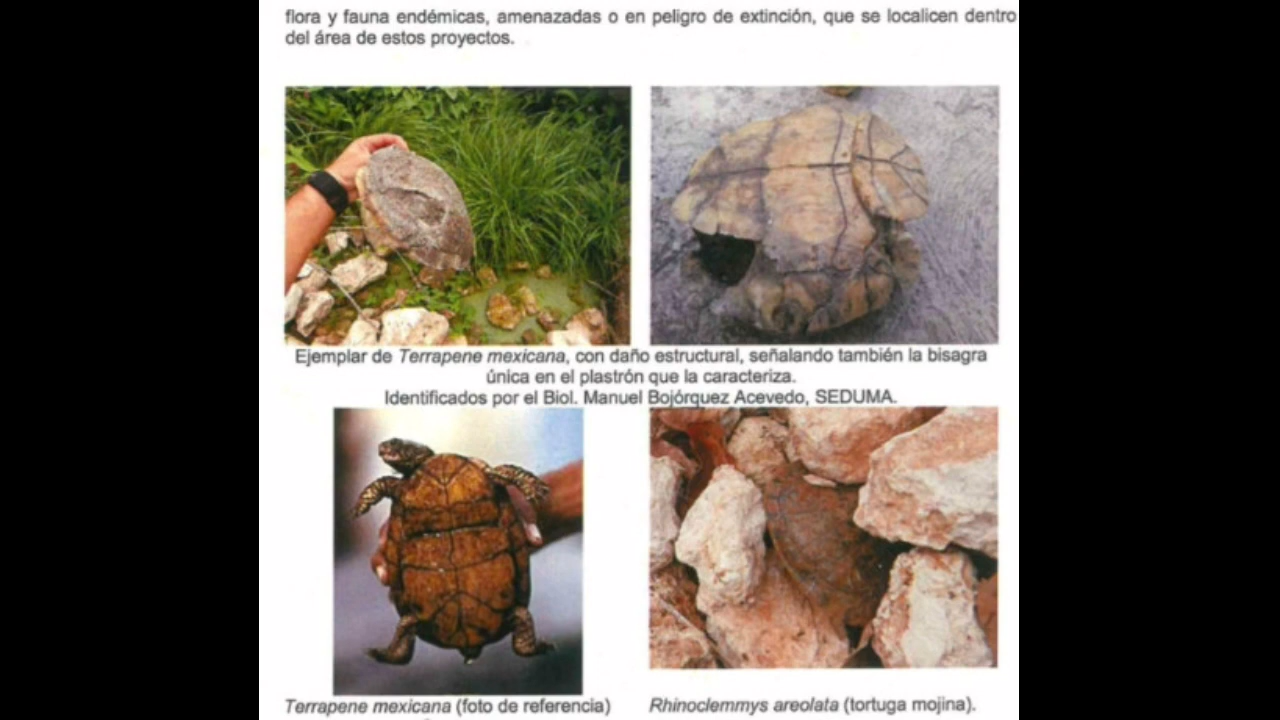 flora y fauna endémicas, amenazadas o en peligro de extinción, que se localicen dentro
del área de estos proyectos.
Ejemplar de Terrapene mexicana, con daño estructural, señalando también la bisagra
única en el plastrón que la caracteriza.
Identificados por el Biol. Manuel Bojórquez Acevedo, SEDUMA.
Terrapene mexicana (foto de referencia)
Rhinoclemmys areolata (tortuga mojina).